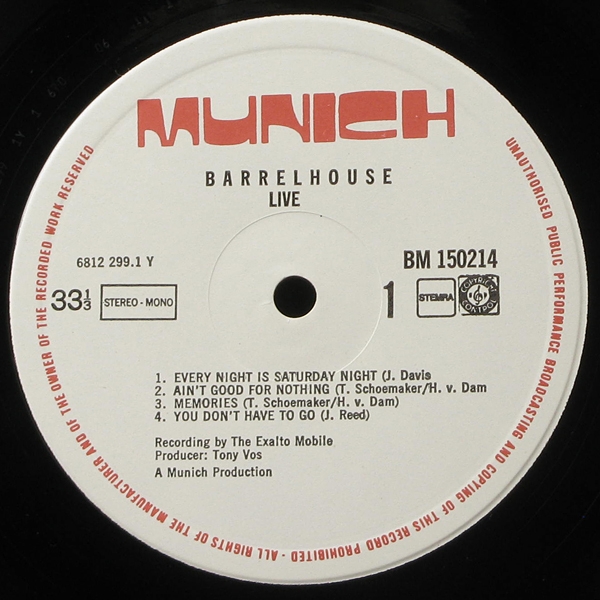 MUNICH
BARRELHOUSE
LIVE
6812 299.1 Y
BM 150214
33⅓
STEREO - MONO
1
STEMRA
COPYRIGHT CONTROL
1. EVERY NIGHT IS SATURDAY NIGHT (J. Davis
2. AIN'T GOOD FOR NOTHING (T. Schoemaker/H. v. Dam
3. MEMORIES (T. Schoemaker/H. v. Dam)
4. YOU DON'T HAVE TO GO (J. Reed)
Recording by The Exalto Mobile
Producer: Tony Vos
A Munich Production
ALL RIGHTS OF THE MANUFACTURER AND OF THE OWNER OF THE RECORDED WORK RESERVED
UNAUTHORISED PUBLIC PERFORMANCE BROADCASTING AND COPYING OF THIS RECORD PROHIBITED -